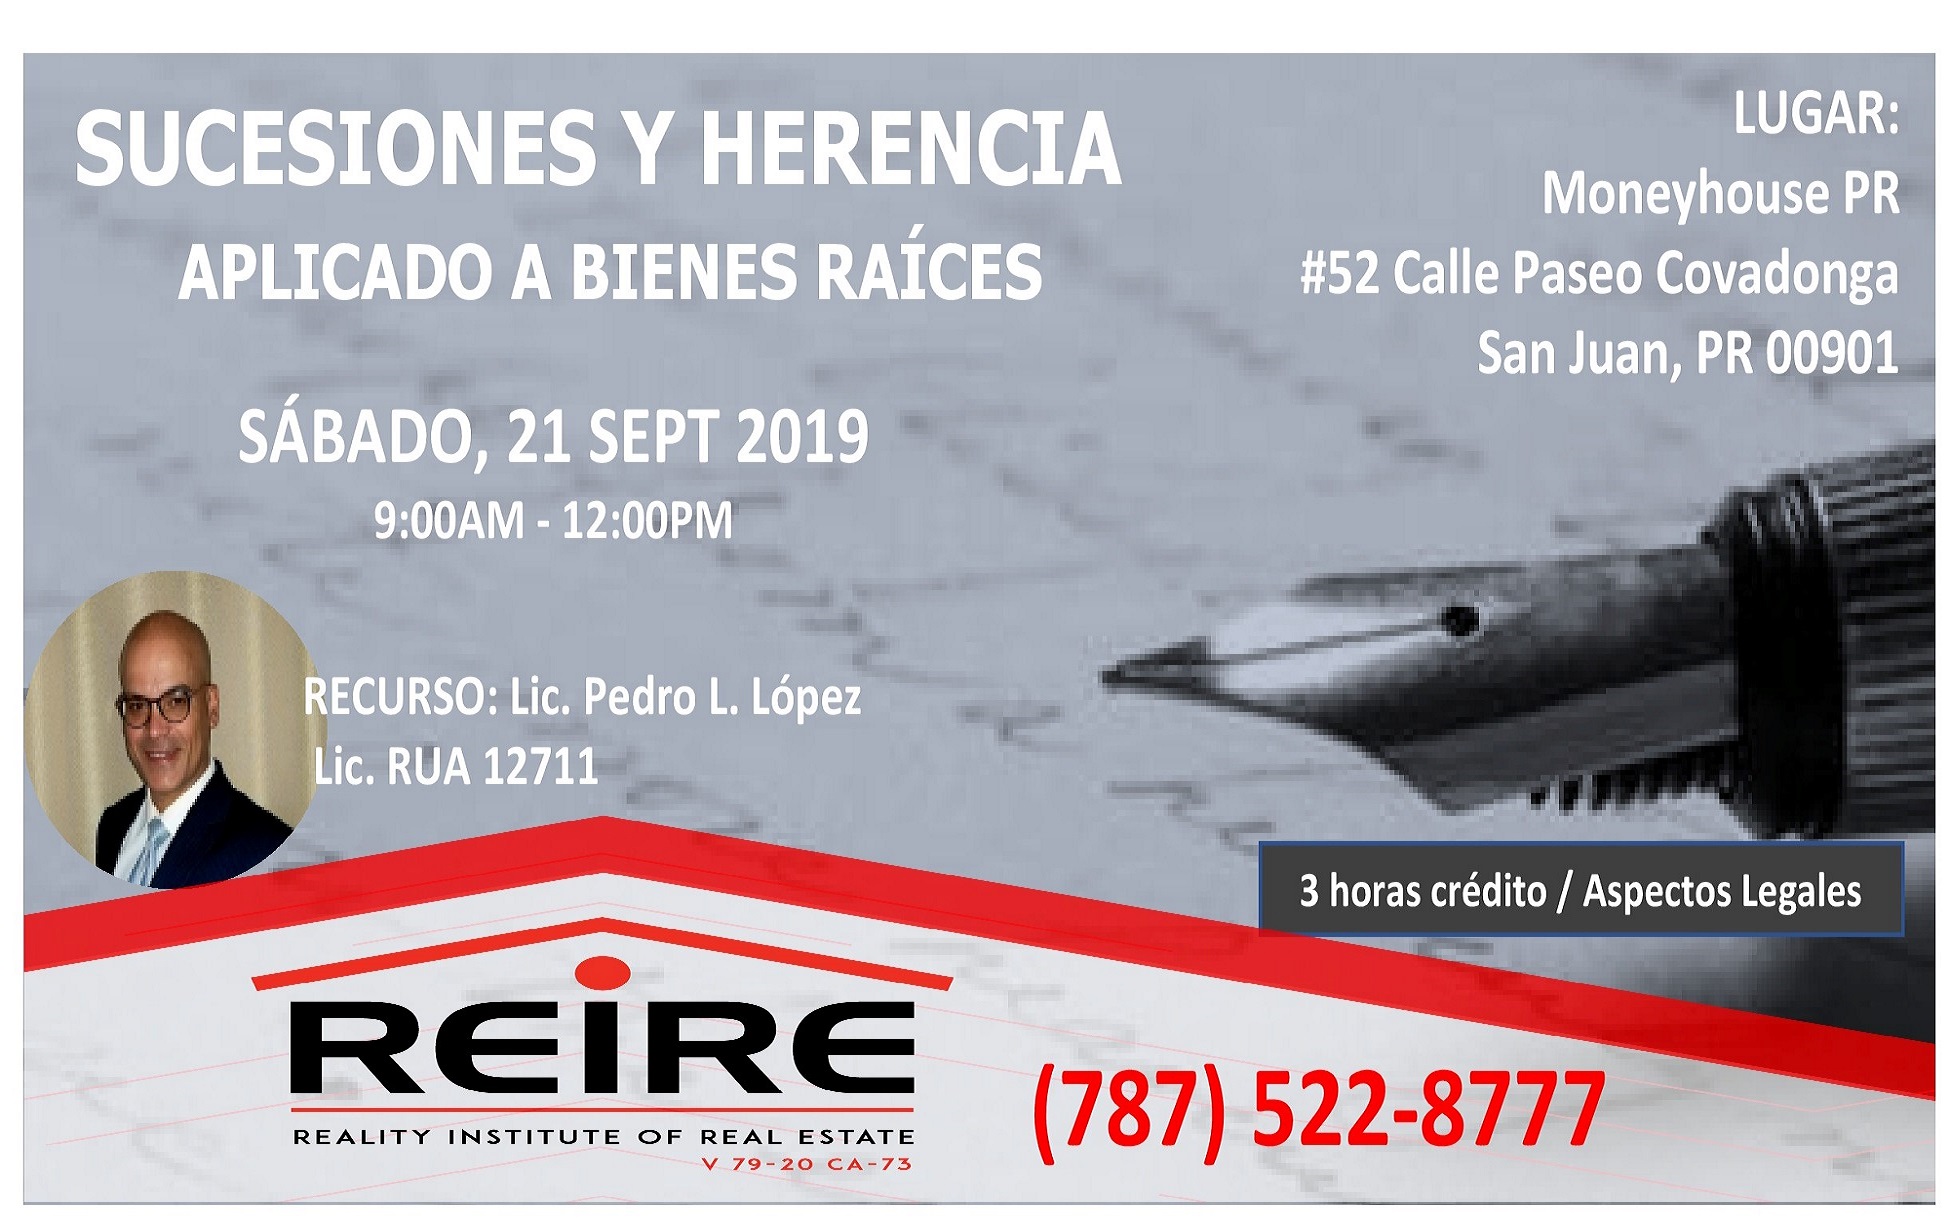 SUCESIONES Y HERENCIA
APLICADO A BIENES RAÍCES
SÁBADO, 21 SEPT 2019
9:00AM - 12:00PM
LUGAR:
Moneyhouse PR
#52 Calle Paseo Covadonga
San Juan, PR 00901
RECURSO: Lic. Pedro L. López
Lic. RUA 12711
3 horas crédito / Aspectos Legales
REiRE
REALITY INSTITUTE OF REAL ESTATE
V 79-20 CA-73
(787) 522-8777